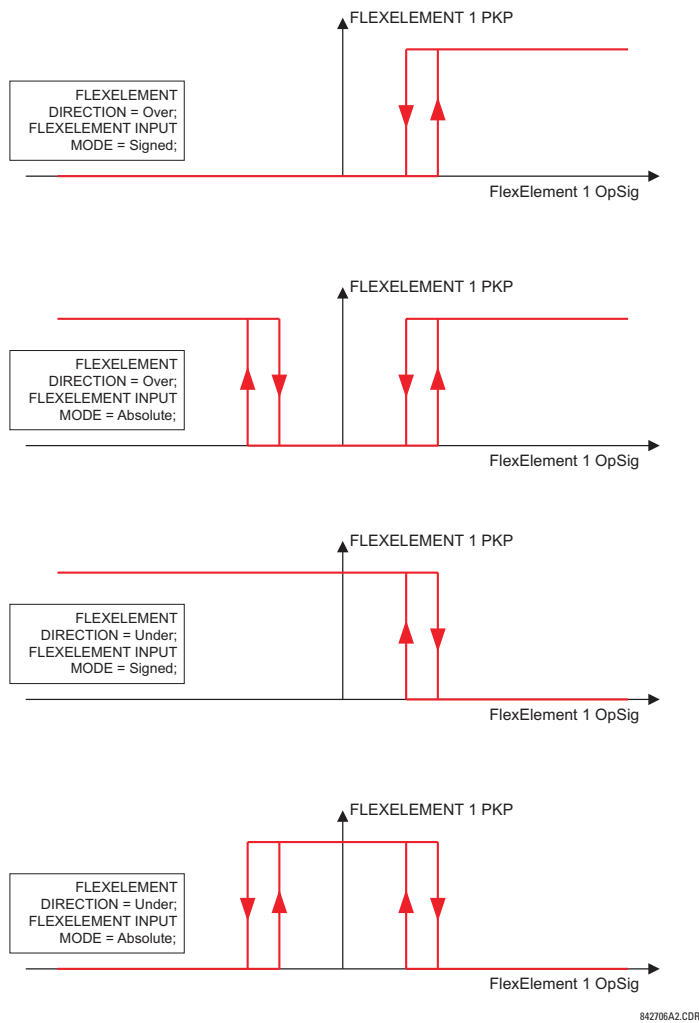 FLEXELEMENT 1 PKP
FLEXELEMENT
DIRECTION = Over;
FLEXELEMENT INPUT
MODE = Signed;
FlexElement 1 OpSig
FLEXELEMENT 1 PKP
FLEXELEMENT
DIRECTION = Over;
FLEXELEMENT INPUT
MODE = Absolute;
FlexElement 1 OpSig
FLEXELEMENT 1 PKP
FLEXELEMENT
DIRECTION = Under;
FLEXELEMENT INPUT
MODE = Signed;
FlexElement 1 OpSig
FLEXELEMENT 1 PKP
FLEXELEMENT
DIRECTION = Under;
FLEXELEMENT INPUT
MODE = Absolute;
FlexElement 1 OpSig
842706A2.CDR